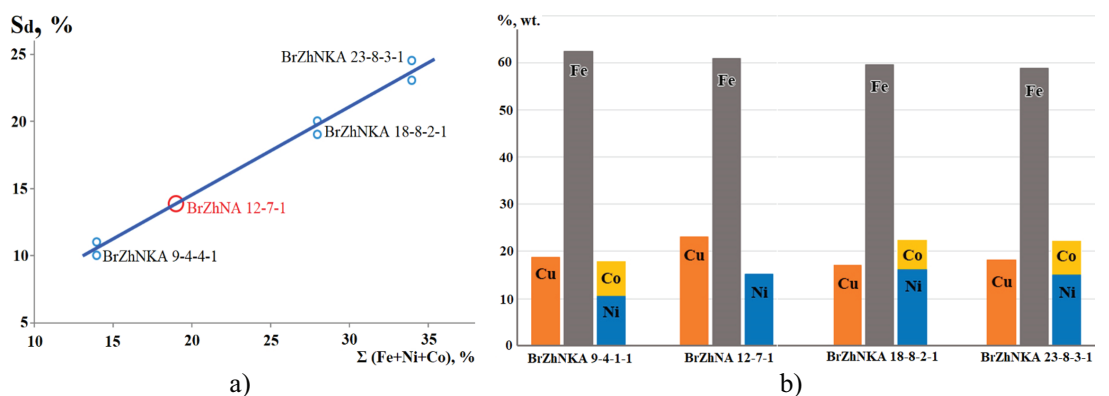 Sd, %
25
20
15
10
5
10
15
20
25
30
35
Σ (Fe+Ni+Co), %
BrZhNKA 23-8-3-1
BrZhNKA 18-8-2-1
BrZhNA 12-7-1
BrZhNKA 9-4-4-1
a)
%, wt.
60
50
40
30
20
10
0
Fe
Fe
Fe
Fe
Cu
Co
Ni
Cu
Ni
Cu
Co
Ni
Cu
Co
Ni
BrZhNKA 9-4-1-1
BrZhNA 12-7-1
BrZhNKA 18-8-2-1
BrZhNKA 23-8-3-1
b)